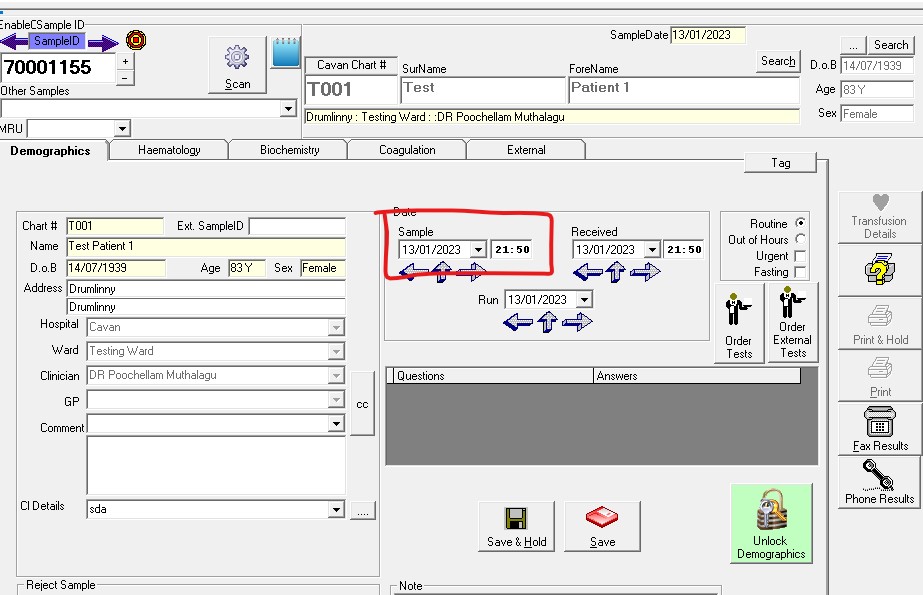 EnableCSample ID
SampleID
70001155
+
-
Other Samples
MRU
Scan
SampleDate 13/01/2023
Cavan Chart #
SurName
ForeName
Search
T001
Test
Patient 1
Drumlinny : Testing Ward : :DR Poochellam Muthalagu
... Search
D.o.B 14/07/1939
Age 83Y
Sex Female
Demographics
Haematology
Biochemistry
Coagulation
External
Tag
Chart # T001 Ext. SampleID
Name Test Patient 1
D.o.B 14/07/1939 Age 83Y Sex Female
Address Drumlinny
Drumlinny
Hospital Cavan
Ward Testing Ward
Clinician DR Poochellam Muthalagu
GP
cc
Comment
Cl Details sda ....
Reject Sample
Date
Sample
13/01/2023 21:50
Received
13/01/2023 21:50
Run 13/01/2023
Routine
Out of Hours
Urgent
Fasting
Order
Tests
Order
External
Tests
Questions Answers
Save & Hold
Save
Unlock
Demographics
Note
Transfusion
Details
Print & Hold
Print
Fax Results
Phone Results